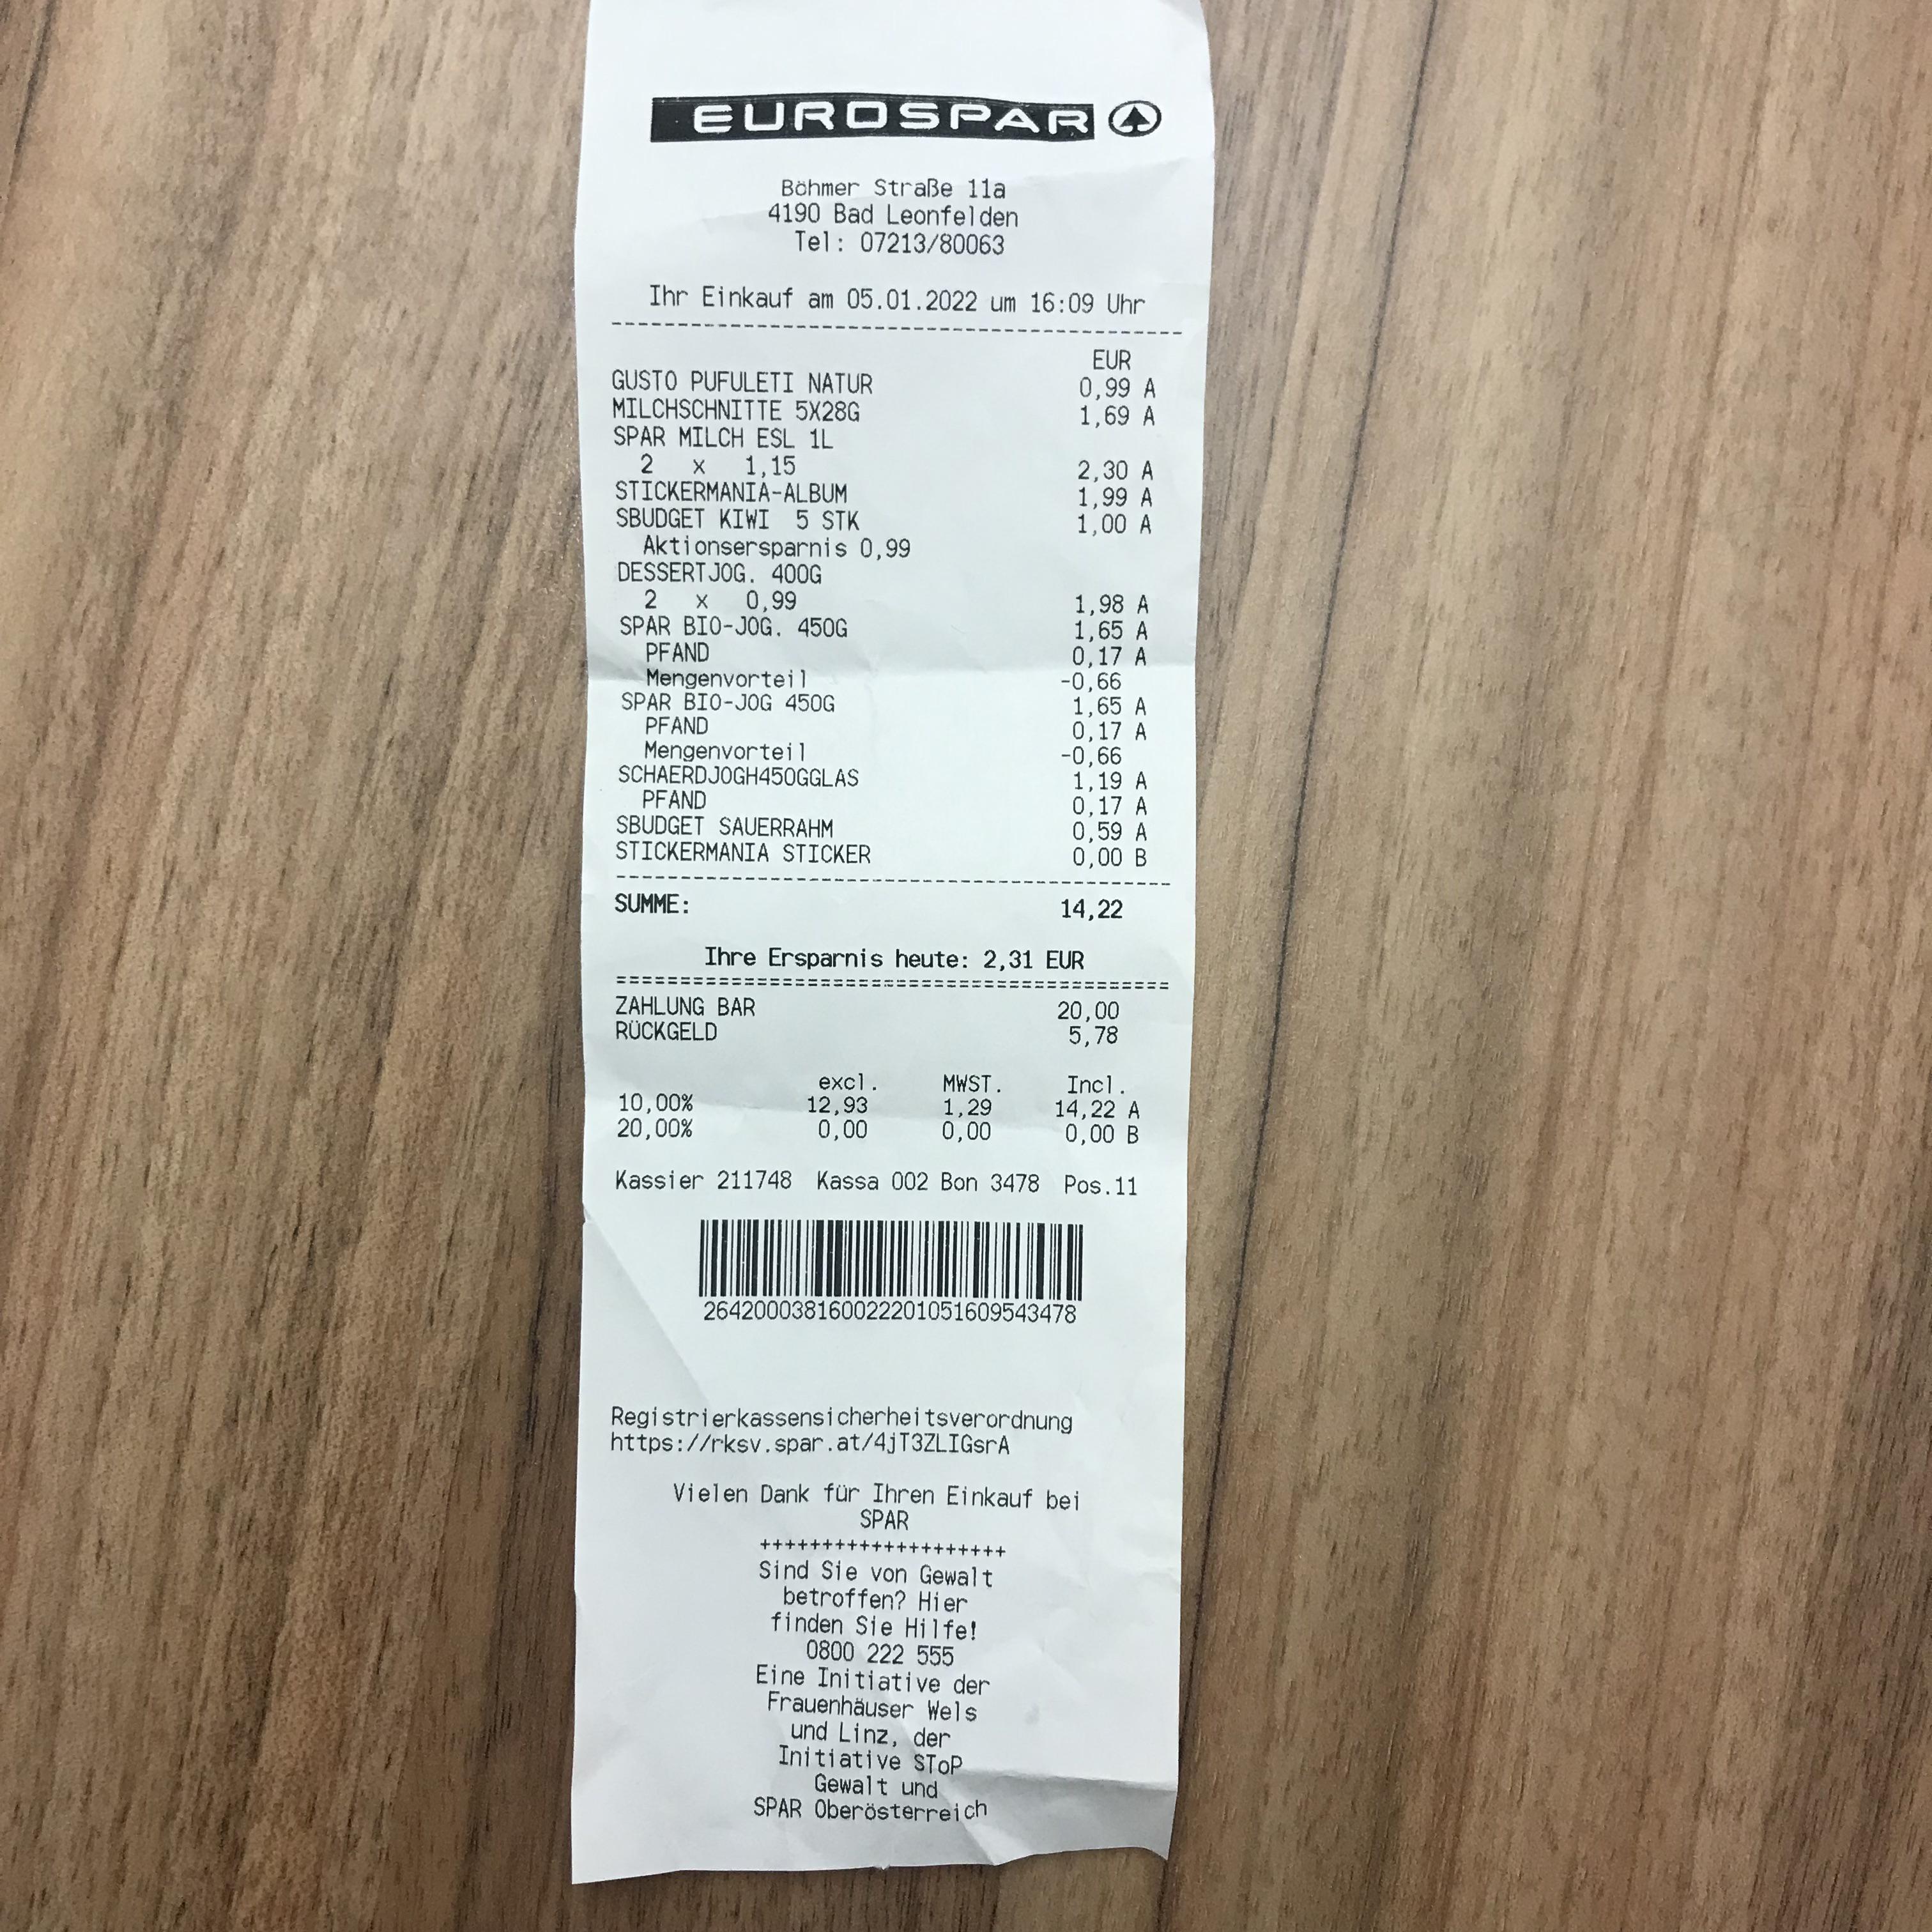 EUROSPAR
Böhmer Straße 11a
4190 Bad Leonfelden
Tel: 07213/80063
Ihr Einkauf am 05.01.2022 um 16:09 Uhr
EUR
GUSTO PUFULETI NATUR 0,99 A
MILCHSCHNITTE 5X28G 1,69 A
SPAR MILCH ESL 1L
2 x 1,15 2,30 A
STICKERMANIA-ALBUM 1,99 A
SBUDGET KIWI 5 STK 1,00 A
Aktionsersparnis 0,99
DESSERTJOG. 400G
2 x 0,99 1,98 A
SPAR BIO-JOG. 450G 1,65 A
PFAND 0,17 A
Mengenvorteil -0,66
SPAR BIO-JOG 450G 1,65 A
PFAND 0,17 A
Mengenvorteil -0,66
SCHAERDJOGH450GGLAS 1,19 A
PFAND 0,17 A
SBUDGET SAUERRAHM 0,59 A
STICKERMANIA STICKER 0,00 B
SUMME: 14,22
Ihre Ersparnis heute: 2,31 EUR
ZAHLUNG BAR 20,00
RÜCKGELD 5,78
excl. MWST. Incl.
10,00% 12,93 1,29 14,22 A
20,00% 0,00 0,00 0,00 B
Kassier 211748 Kassa 002 Bon 3478 Pos.11
264200038160022201051609543478
Registrierkassensicherheitsverordnung
https://rksv.spar.at/4jT3ZLIGsrA
Vielen Dank für Ihren Einkauf bei
SPAR
++++++++++++++++++++
Sind Sie von Gewalt
betroffen? Hier
finden Sie Hilfe!
0800 222 555
Eine Initiative der
Frauenhäuser Wels
und Linz, der
Initiative SToP
Gewalt und
SPAR Oberösterreich